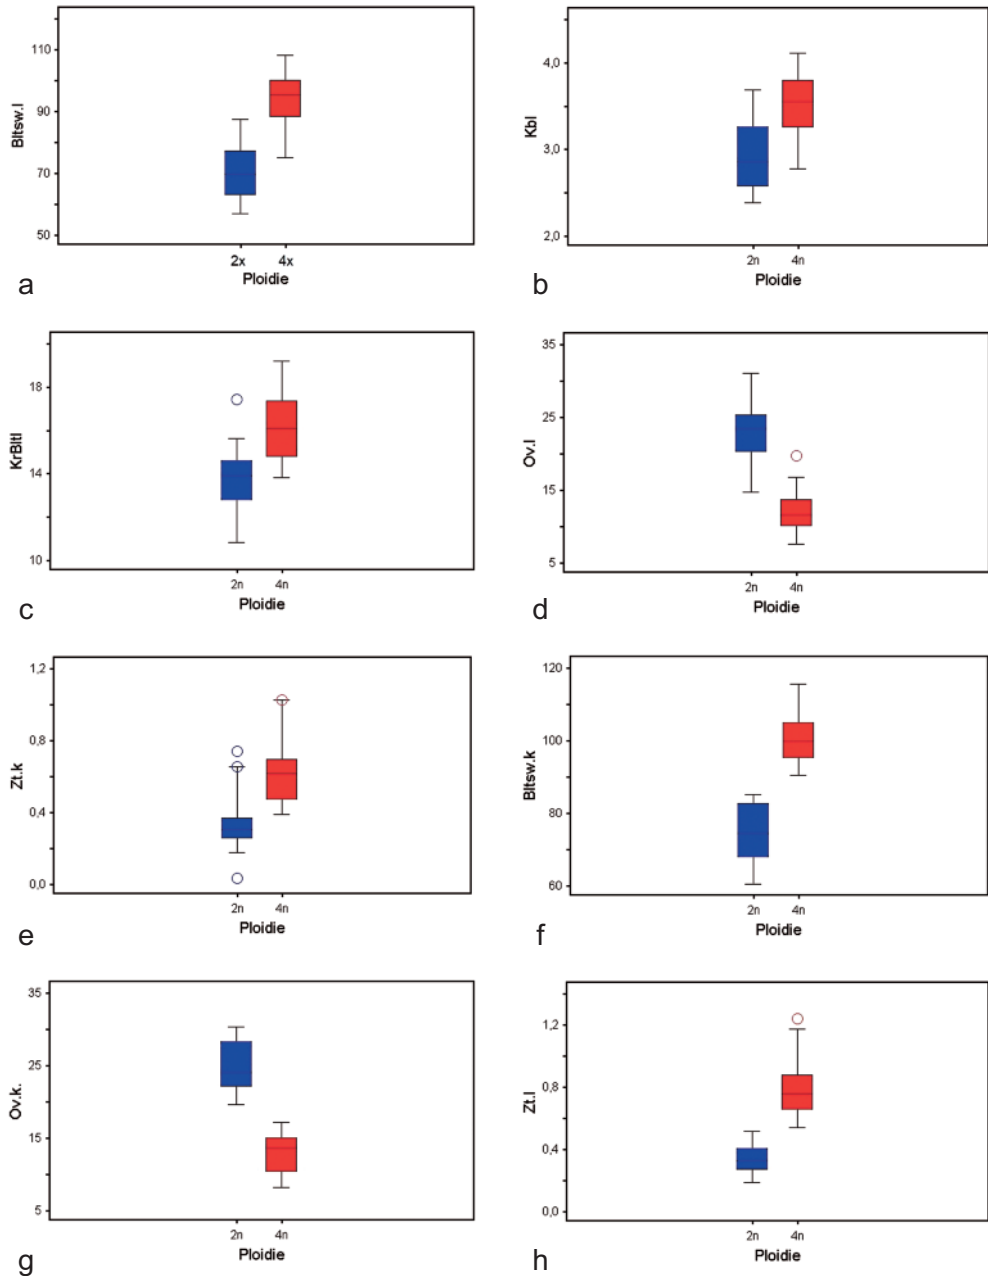 110
90
70
50
Bltsw.l
2x 4x
Ploidie
a
4,0
3,0
2,0
Kbl
2n 4n
Ploidie
b
18
14
10
KrBltl
2n 4n
Ploidie
c
35
25
15
5
Ov.l
2n 4n
Ploidie
d
1,2
0,8
0,4
0,0
Zt.k
2n 4n
Ploidie
e
120
100
80
60
Bltsw.k
2n 4n
Ploidie
f
35
25
15
5
Ov.k.
2n 4n
Ploidie
g
1,2
0,8
0,4
0,0
Zt.l
2n 4n
Ploidie
h